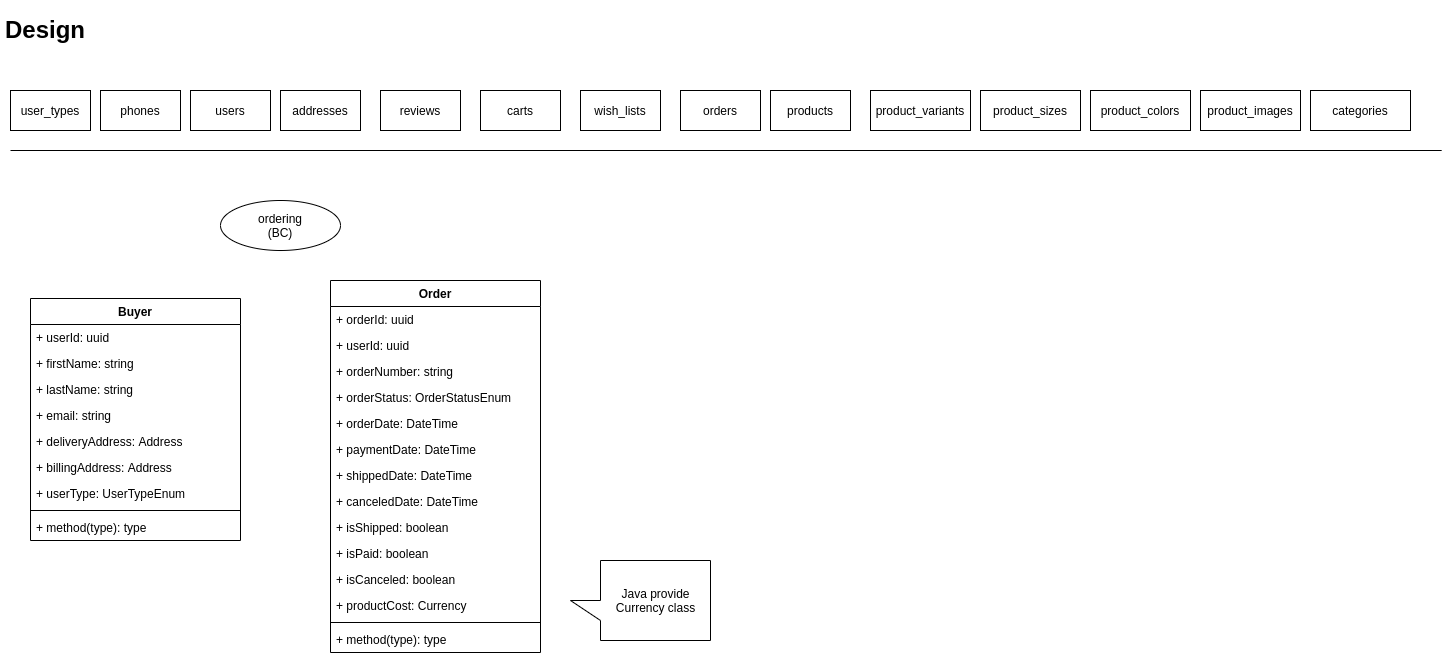 Design
user_types
phones
users
addresses
reviews
carts
wish_lists
orders
products
product_variants
product_sizes
product_colors
product_images
categories
ordering
(BC)
Buyer
+ userId: uuid
+ firstName: string
+ lastName: string
+ email: string
+ deliveryAddress: Address
+ billingAddress: Address
+ userType: UserTypeEnum
+ method(type): type
Order
+ orderId: uuid
+ userId: uuid
+ orderNumber: string
+ orderStatus: OrderStatusEnum
+ orderDate: DateTime
+ paymentDate: DateTime
+ shippedDate: DateTime
+ canceledDate: DateTime
+ isShipped: boolean
+ isPaid: boolean
+ isCanceled: boolean
+ productCost: Currency
+ method(type): type
Java provide
Currency class